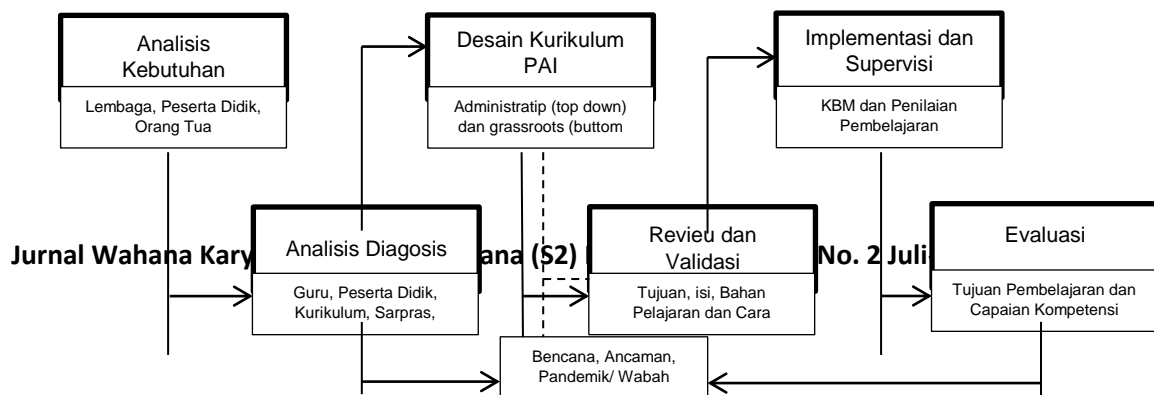 Analisis
Kebutuhan
Lembaga, Peserta Didik,
Orang Tua
Desain Kurikulum
PAI
Administratip (top down)
dan grassroots (buttom
Implementasi dan
Supervisi
KBM dan Penilaian
Pembelajaran
Jurnal Wahana Kary
Analisis Diagosis
Guru, Peserta Didik,
Kurikulum, Sarpras,
ana (S2)
Revieu dan
Validasi
Tujuan, isi, Bahan
Pelajaran dan Cara
No. 2 Juli
Evaluasi
Tujuan Pembelajaran dan
Capaian Kompetensi
Bencana, Ancaman,
Pandemik/ Wabah